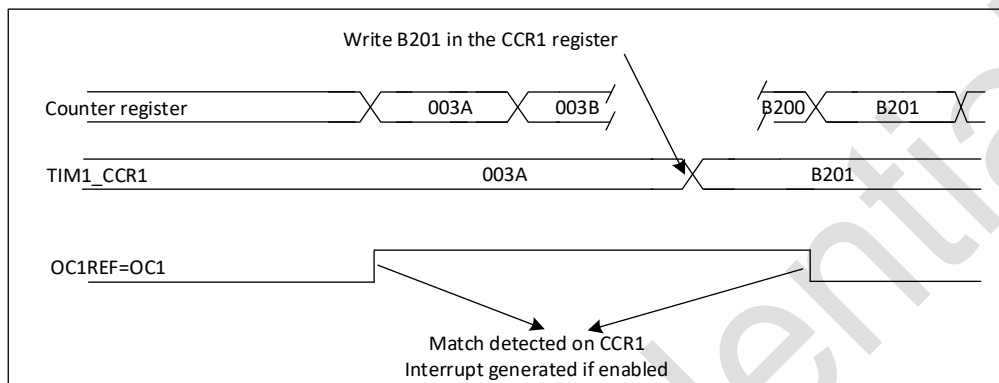 Write B201 in the CCR1 register
Counter register 003A 003B B200 B201
TIM1_CCR1 003A B201
OC1REF=OC1
Match detected on CCR1
Interrupt generated if enabled